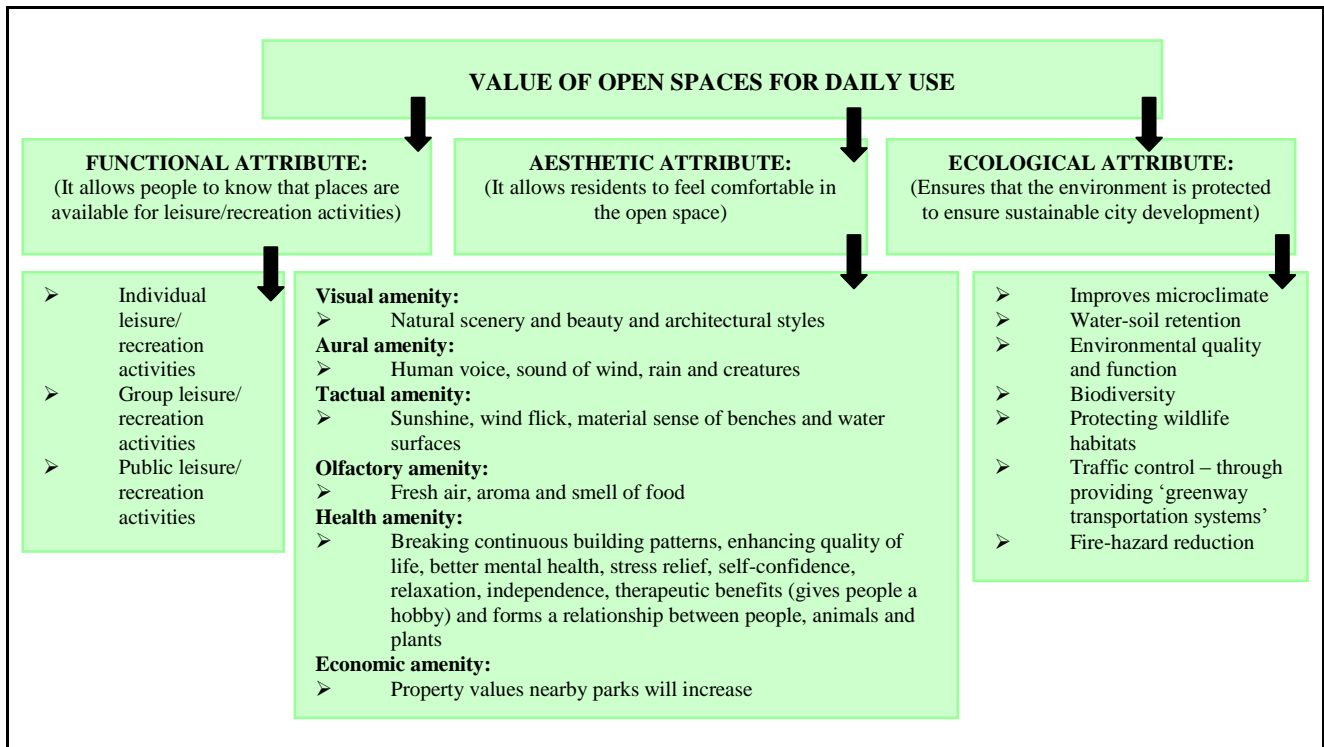 VALUE OF OPEN SPACES FOR DAILY USE
FUNCTIONAL ATTRIBUTE:
(It allows people to know that places are
available for leisure/recreation activities)
AESTHETIC ATTRIBUTE:
(It allows residents to feel comfortable in
the open space)
ECOLOGICAL ATTRIBUTE:
(Ensures that the environment is protected
to ensure sustainable city development)
➢ Individual
leisure/
recreation
activities
➢ Group leisure/
recreation
activities
➢ Public leisure/
recreation
activities
Visual amenity:
➢ Natural scenery and beauty and architectural styles
Aural amenity:
➢ Human voice, sound of wind, rain and creatures
Tactual amenity:
➢ Sunshine, wind flick, material sense of benches and water
surfaces
Olfactory amenity:
➢ Fresh air, aroma and smell of food
Health amenity:
➢ Breaking continuous building patterns, enhancing quality of
life, better mental health, stress relief, self-confidence,
relaxation, independence, therapeutic benefits (gives people a
hobby) and forms a relationship between people, animals and
plants
Economic amenity:
➢ Property values nearby parks will increase
➢ Improves microclimate
➢ Water-soil retention
➢ Environmental quality
and function
➢ Biodiversity
➢ Protecting wildlife
habitats
➢ Traffic control – through
providing ‘greenway
transportation systems’
➢ Fire-hazard reduction